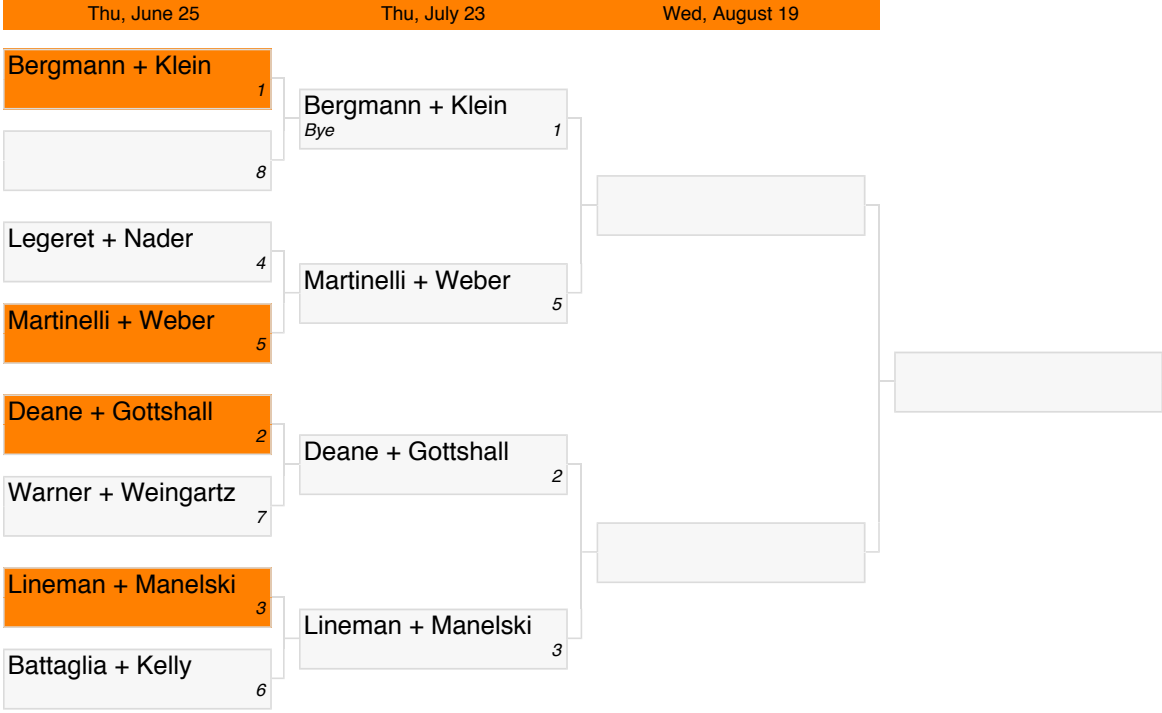 Thu, June 25
Thu, July 23
Wed, August 19
Bergmann + Klein
1
8
Legeret + Nader
4
Martinelli + Weber
5
Deane + Gottshall
2
Warner + Weingartz
7
Lineman + Manelski
3
Battaglia + Kelly
6
Bergmann + Klein
Bye 1
Martinelli + Weber
5
Deane + Gottshall
2
Lineman + Manelski
3